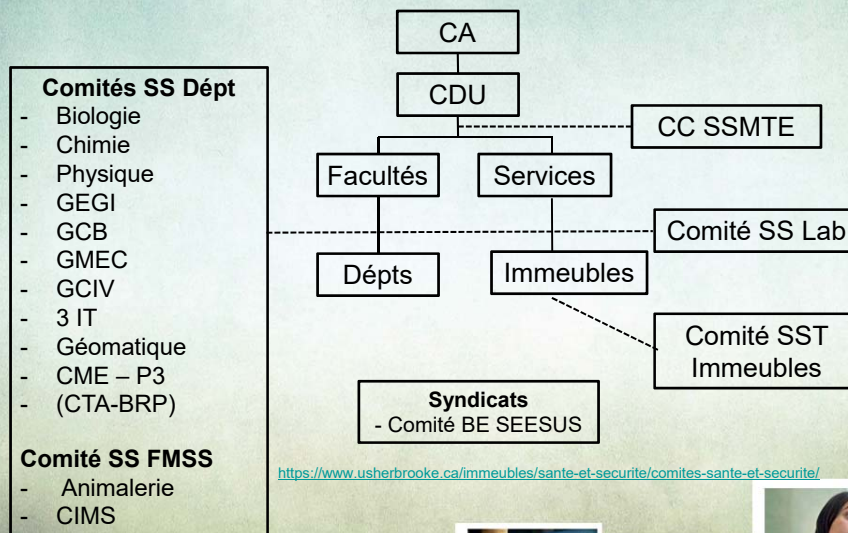 CA
CDU
CC SSMTE
Facultés
Services
Comité SS Lab
Dépts
Immeubles
Comité SST
Immeubles
Comités SS Dépt
- Biologie
- Chimie
- Physique
- GEGI
- GCB
- GMEC
- GCIV
- 3 IT
- Géomatique
- CME – P3
- (CTA-BRP)
Comité SS FMSS
- Animalerie
- CIMS
Syndicats
- Comité BE SEESUS
https://www.usherbrooke.ca/immeubles/sante-et-securite/comites-sante-et-securite/